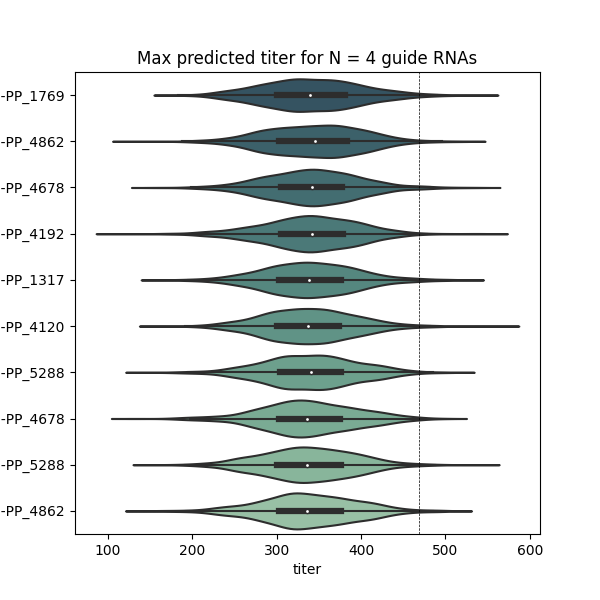 Max predicted titer for N = 4 guide RNAs
-PP_1769
-PP_4862
-PP_4678
-PP_4192
-PP_1317
-PP_4120
-PP_5288
-PP_4678
-PP_5288
-PP_4862
100 200 300 400 500 600
titer